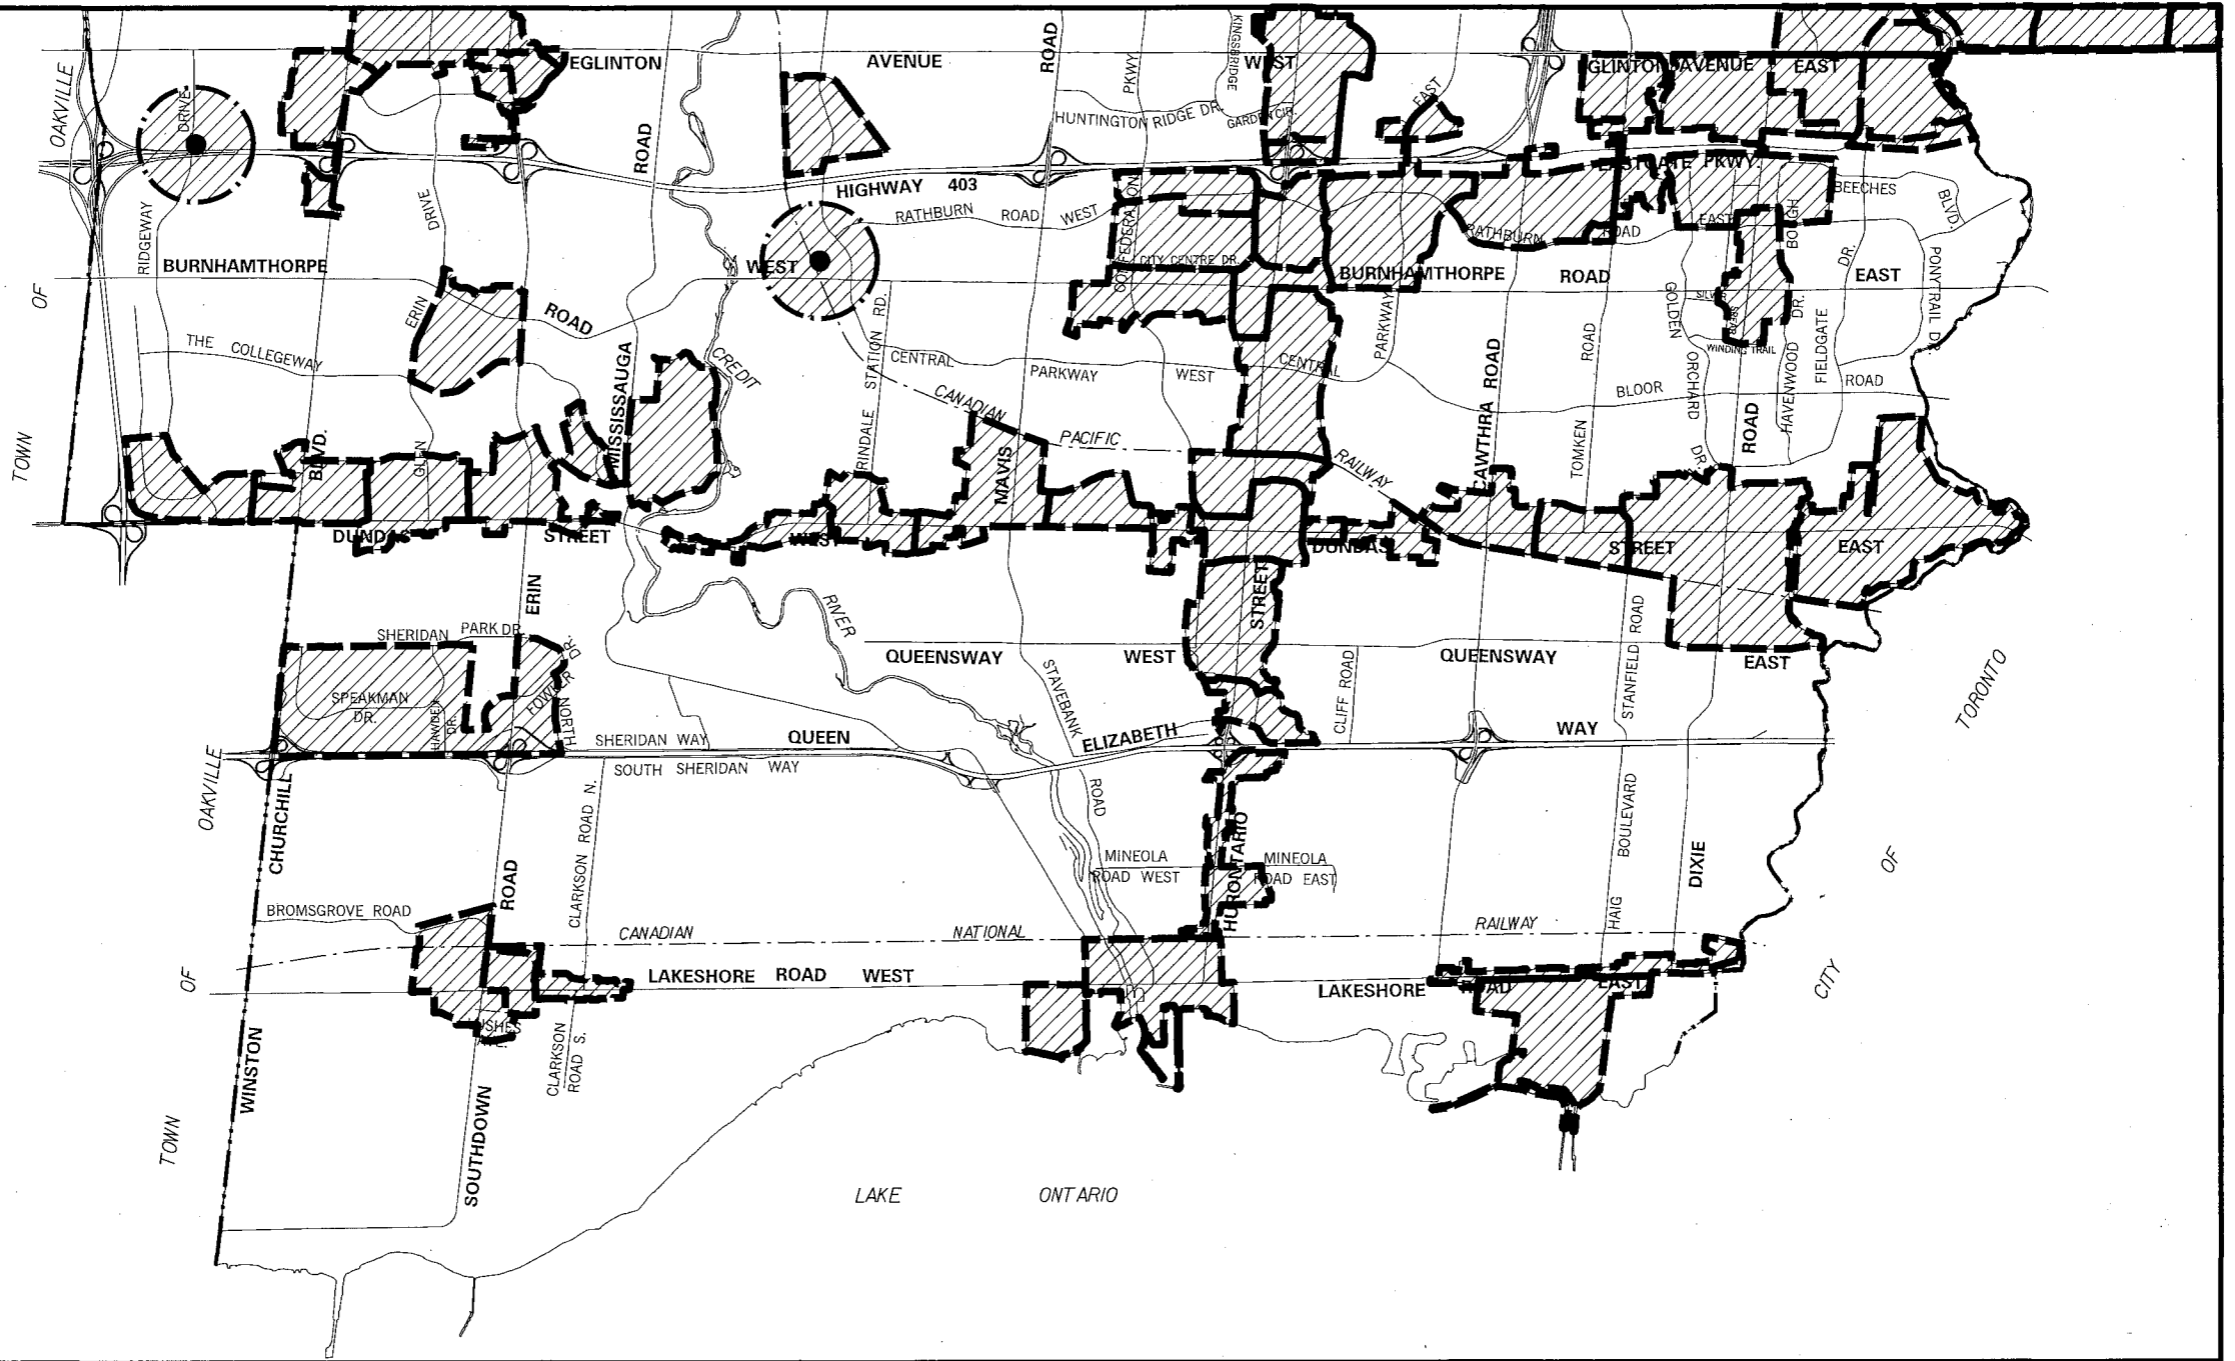 OAKVILLE
OF
TOWN
DRIVE
EGLINTON
AVENUE
WEST
GLINTON AVENUE
EAST
ROAD
PKWY
KINGSBRIDGE
HUNTINGTON RIDGE DR.
GARDEN CIR.
EAST
ROAD
HIGHWAY 403
EASTGATE PKWY
RIDGEWAY
DRIVE
RATHBURN ROAD WEST
RATHBURN
ROAD
EAST
BEECHES
BLVD.
BURNHAMTHORPE
WEST
CITY CENTRE DR.
BURNHAMTHORPE
ROAD
EAST
DR.
PONYTRAIL DR.
ERIN
ROAD
GOLDEN
ORCHARD
DR.
WINDING TRAIL
HAVENWOOD DR.
FIELDGATE
THE COLLEGEWAY
MISSISSAUGA
CREDIT
STATION RD.
CENTRAL
PARKWAY
WEST
CENTRAL
PARKWAY
CANADIAN
PACIFIC
RAILWAY
CAWTHRA ROAD
TOMKEN
ROAD
BLOOR
ROAD
ROAD
BLVD.
GLEN
MAVIS
DUNDAS
STREET
WEST
DUNDAS
STREET
EAST
ERIN
RIVER
STREET
SHERIDAN
PARK DR.
QUEENSWAY
WEST
QUEENSWAY
EAST
SPEAKMAN
DR.
FOWLER
DR.
NORTH
STAVEBANK
ROAD
CLIFF ROAD
STANFIELD ROAD
TORONTO
OF
CITY
SHERIDAN WAY
QUEEN
ELIZABETH
WAY
SOUTH SHERIDAN WAY
OAKVILLE
OF
TOWN
CHURCHILL
ROAD
CLARKSON ROAD N.
MINEOLA
ROAD WEST
HURONTARIO
MINEOLA
ROAD EAST
HAIG
BOULEVARD
DIXIE
BROMSGROVE ROAD
CANADIAN
NATIONAL
RAILWAY
LAKESHORE ROAD WEST
LAKESHORE
ROAD
EAST
WINSTON
CLARKSON
ROAD S.
SOUTHDOWN
LAKE ONTARIO